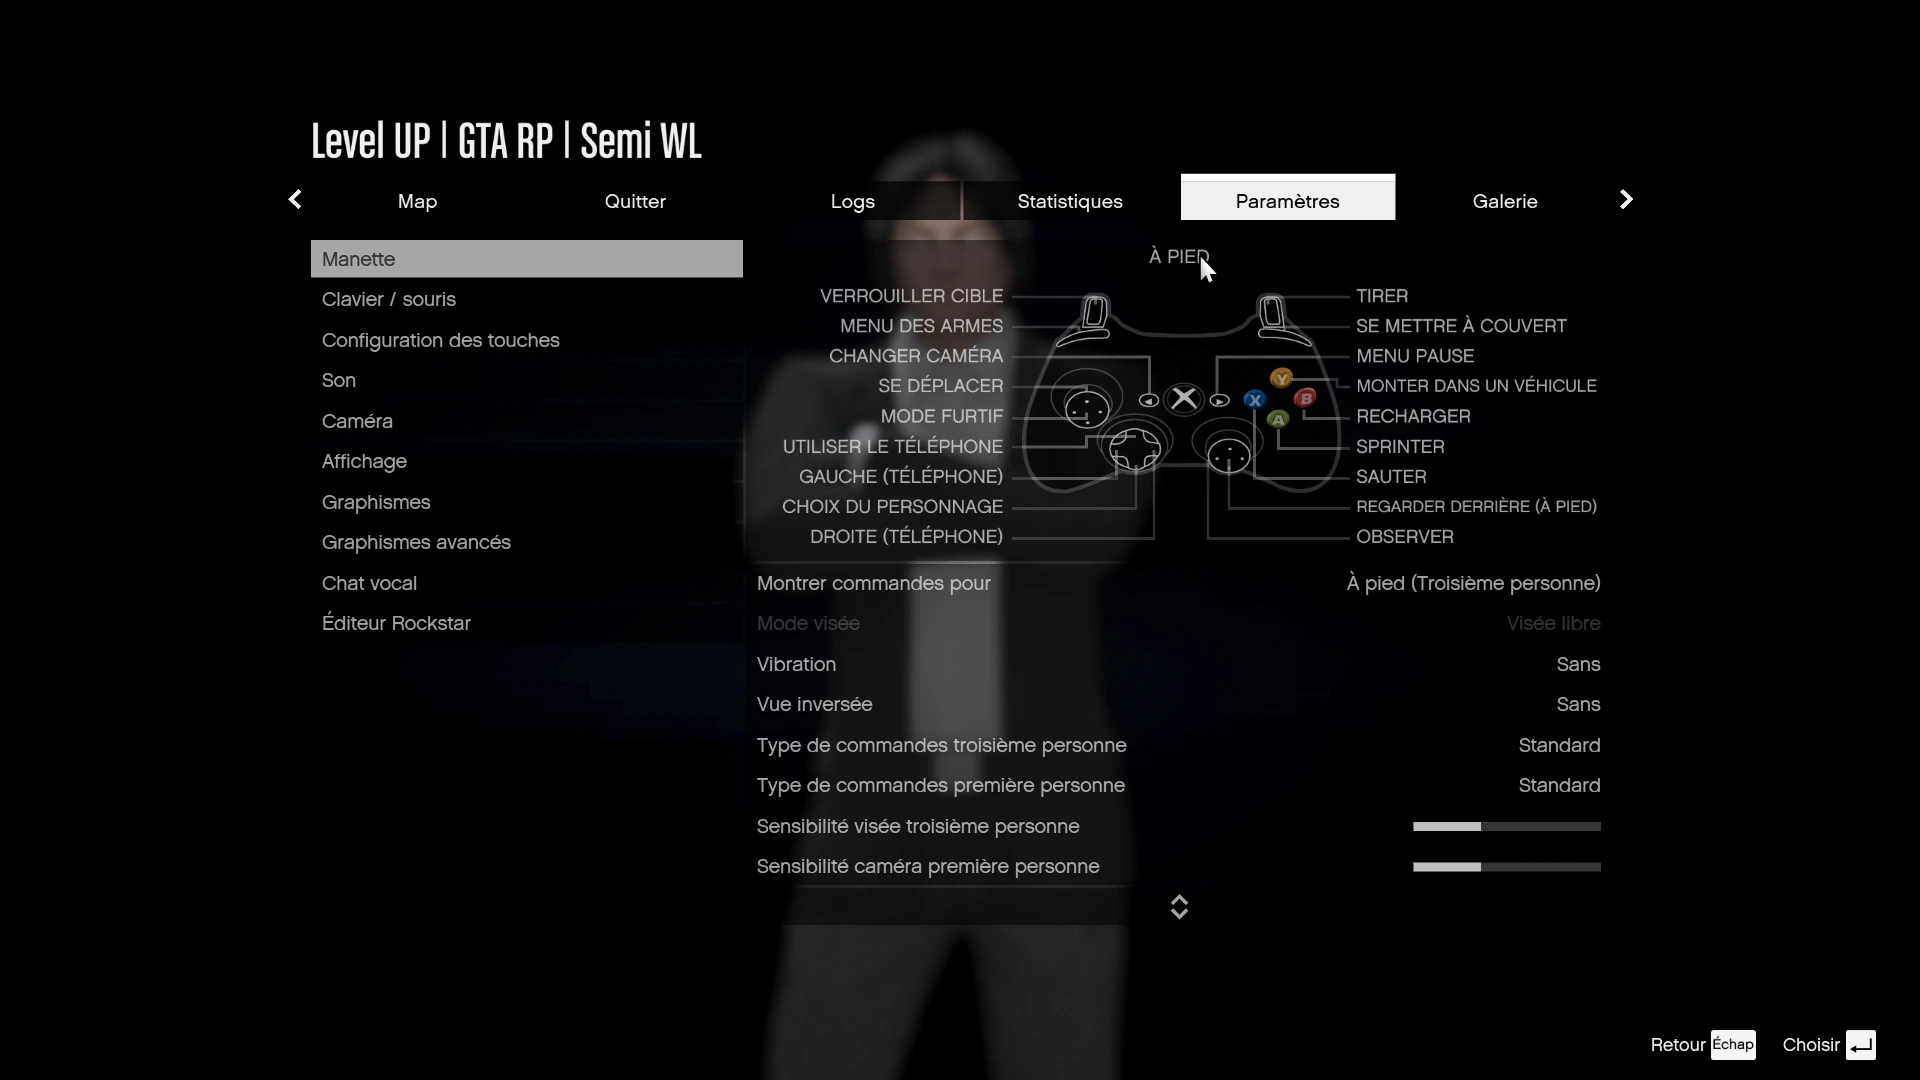 Level UP | GTA RP | Semi WL
Map
Quitter
Logs
Statistiques
Paramètres
Galerie
Manette
Clavier / souris
Configuration des touches
Son
Caméra
Affichage
Graphismes
Graphismes avancés
Chat vocal
Éditeur Rockstar
À PIED
VERROUILLER CIBLE
MENU DES ARMES
CHANGER CAMÉRA
SE DÉPLACER
MODE FURTIF
UTILISER LE TÉLÉPHONE
GAUCHE (TÉLÉPHONE)
CHOIX DU PERSONNAGE
DROITE (TÉLÉPHONE)
Y
X
B
A
TIRER
SE METTRE À COUVERT
MENU PAUSE
MONTER DANS UN VÉHICULE
RECHARGER
SPRINTER
SAUTER
REGARDER DERRIÈRE (À PIED)
OBSERVER
Montrer commandes pour À pied (Troisième personne)
Mode visée Visée libre
Vibration Sans
Vue inversée Sans
Type de commandes troisième personne Standard
Type de commandes première personne Standard
Sensibilité visée troisième personne
Sensibilité caméra première personne
Retour Échap Choisir